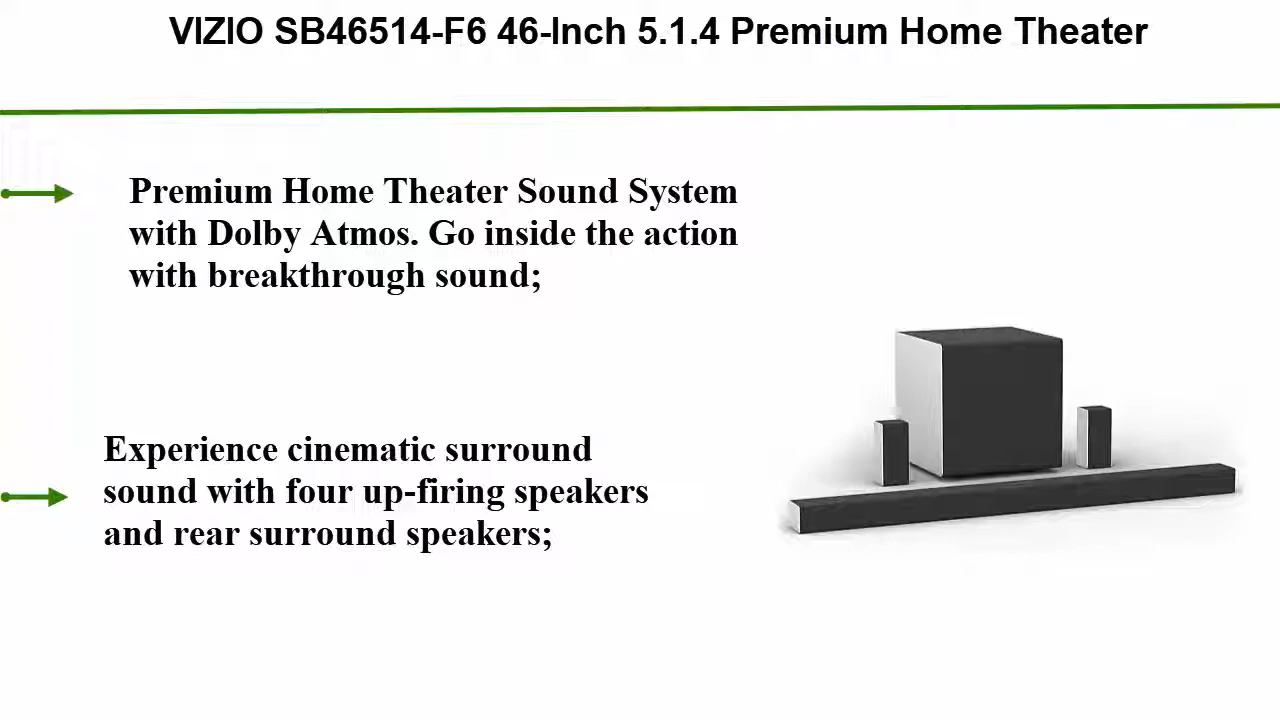 VIZIO SB46514-F6 46-Inch 5.1.4 Premium Home Theater
Premium Home Theater Sound System
with Dolby Atmos. Go inside the action
with breakthrough sound;
Experience cinematic surround
sound with four up-firing speakers
and rear surround speakers;